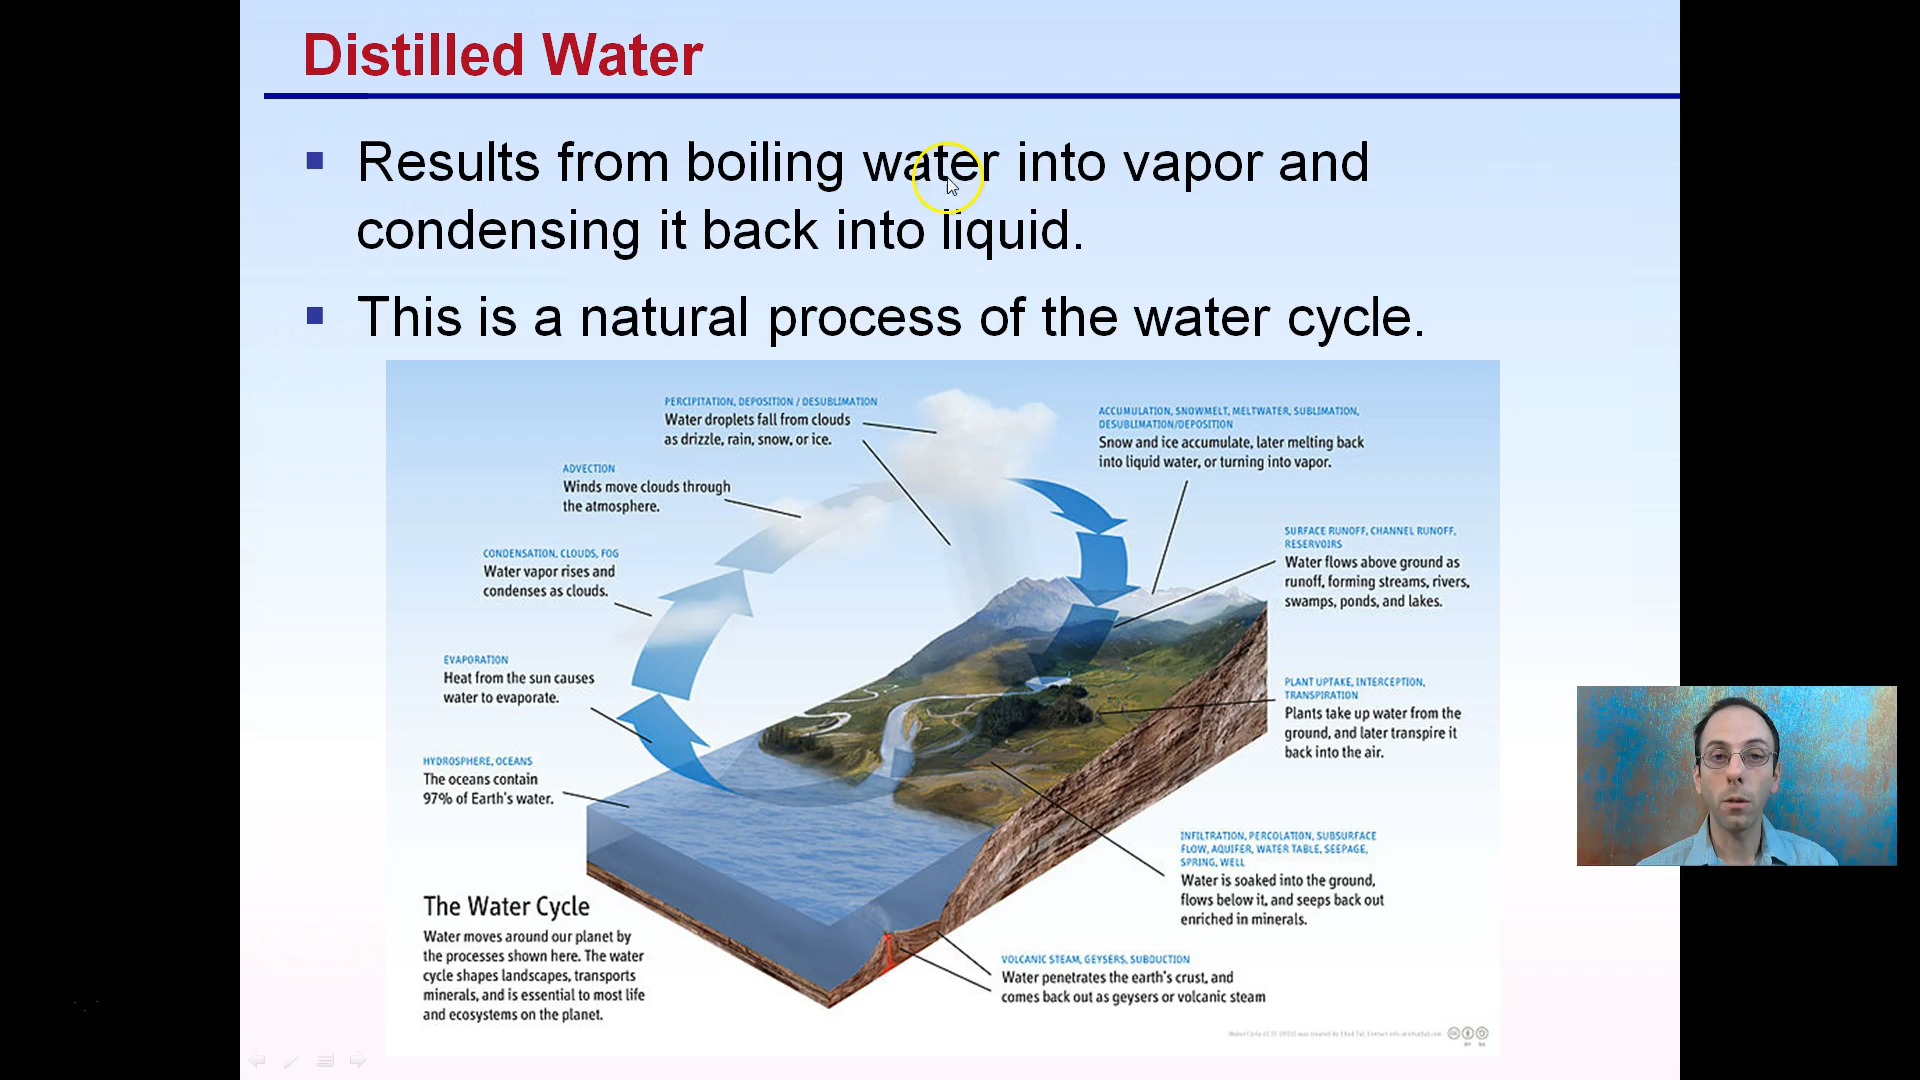 Distilled Water
Results from boiling water into vapor and
condensing it back into liquid.
This is a natural process of the water cycle.
PERCIPITATION, DEPOSITION / DESUBLIMATION
Water droplets fall from clouds
as drizzle, rain, snow, or ice.
ACCUMULATION, SNOWMELT, MELTWATER, SUBLIMATION,
DESUBLIMATION/DEPOSITION
Snow and ice accumulate, later melting back
into liquid water, or turning into vapor.
ADVECTION
Winds move clouds through
the atmosphere.
SURFACE RUNOFF, CHANNEL RUNOFF,
RESERVOIRS
Water flows above ground as
runoff, forming streams, rivers,
swamps, ponds, and lakes.
CONDENSATION, CLOUDS, FOG
Water vapor rises and
condenses as clouds.
EVAPORATION
Heat from the sun causes
water to evaporate.
PLANT UPTAKE, INTERCEPTION,
TRANSPIRATION
Plants take up water from the
ground, and later transpire it
back into the air.
HYDROSPHERE, OCEANS
The oceans contain
97% of Earth's water.
INFILTRATION, PERCOLATION, SUBSURFACE
FLOW, AQUIFER, WATER TABLE, SEEPAGE,
SPRING, WELL
Water is soaked into the ground,
flows below it, and seeps back out
enriched in minerals.
The Water Cycle
Water moves around our planet by
the processes shown here. The water
cycle shapes landscapes, transports
minerals, and is essential to most life
and ecosystems on the planet.
VOLCANIC STEAM, GEYSERS, SUBDUCTION
Water penetrates the earth's crust, and
comes back out as geysers or volcanic steam